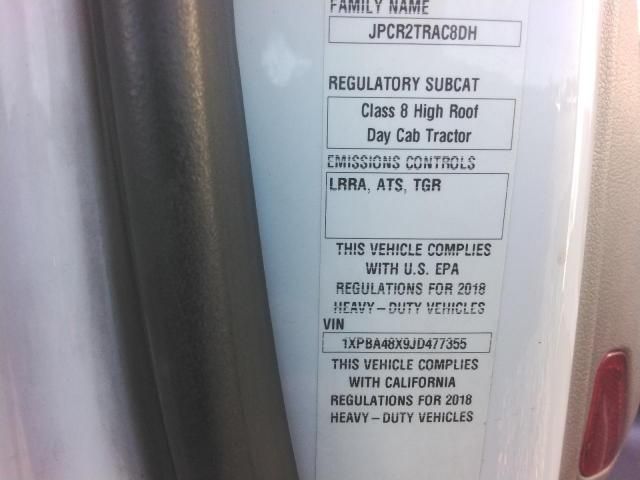 FAMILY NAME
JPCR2TRAC8DH
REGULATORY SUBCAT
Class 8 High Roof
Day Cab Tractor
EMISSIONS CONTROLS
LRRA, ATS, TGR
THIS VEHICLE COMPLIES
WITH U.S. EPA
REGULATIONS FOR 2018
HEAVY-DUTY VEHICLES
VIN
1XPBA48X9JD477355
THIS VEHICLE COMPLIES
WITH CALIFORNIA
REGULATIONS FOR 2018
HEAVY-DUTY VEHICLES